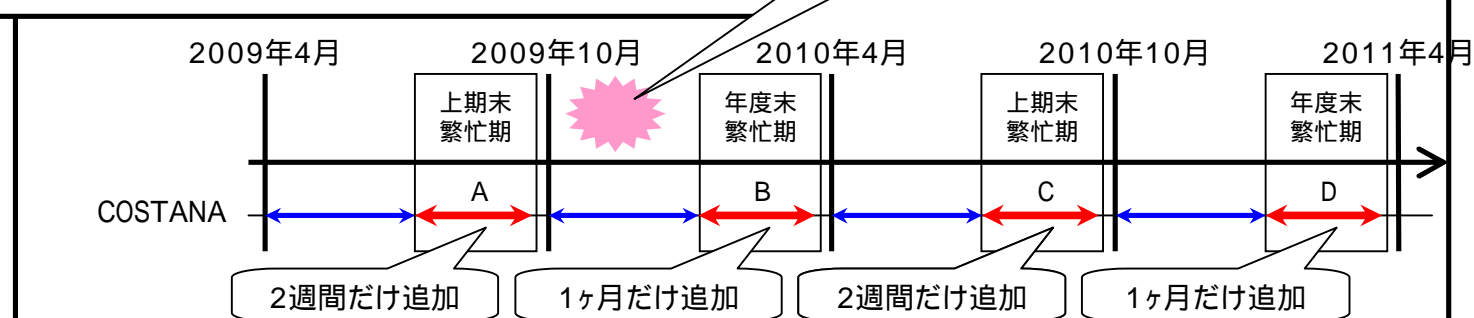 2009年4月 2009年10月 2010年4月 2010年10月 2011年4月
上期末 年度末 上期末 年度末
繁忙期 繁忙期 繁忙期 繁忙期
A B C D
COSTANA
2週間だけ追加 1ヶ月だけ追加 2週間だけ追加 1ヶ月だけ追加